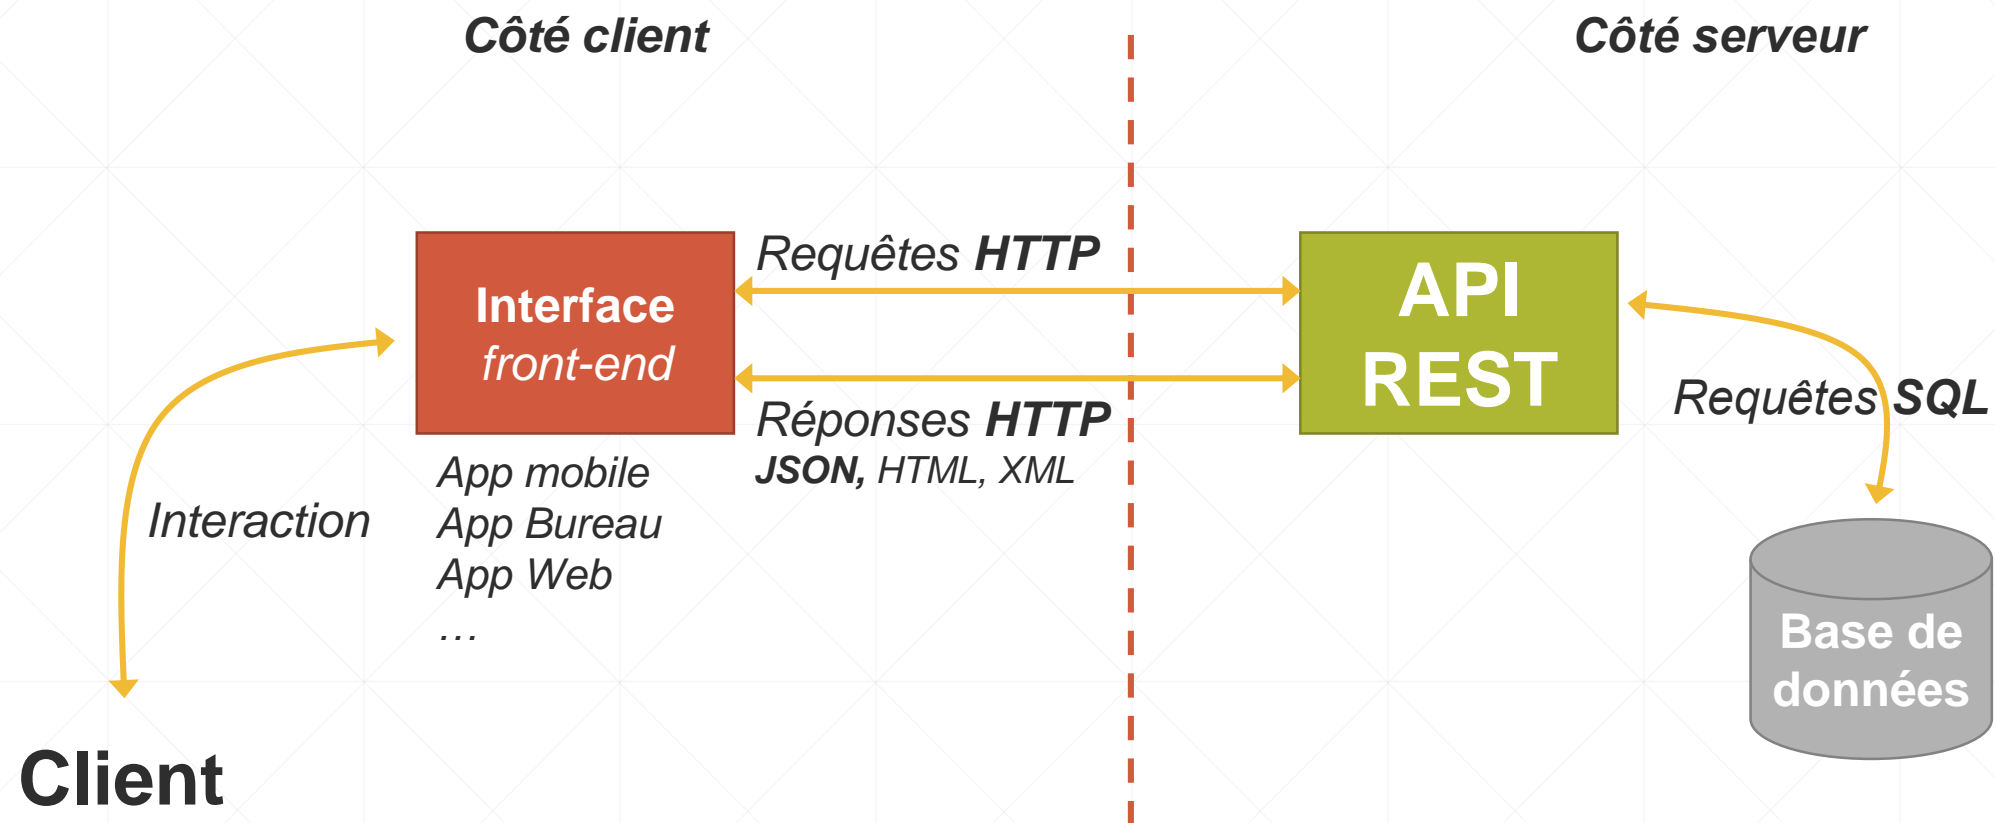 Côté client
Côté serveur
Requêtes HTTP
Interface
front-end
API
REST
Réponses HTTP
JSON, HTML, XML
Requêtes SQL
App mobile
App Bureau
App Web
…
Interaction
Base de
données
Client